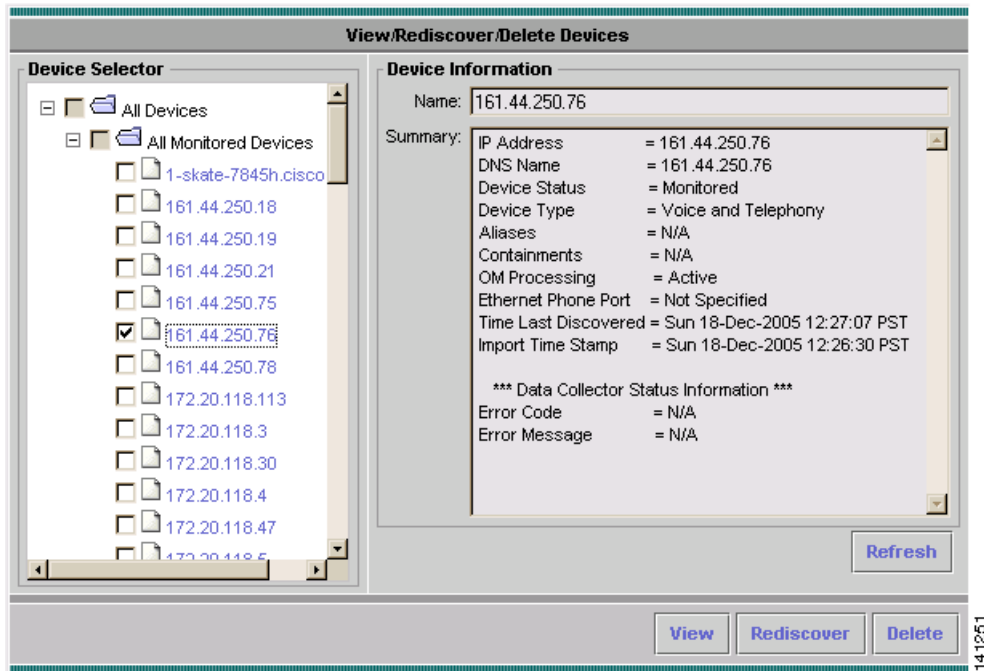 View/Rediscover/Delete Devices
Device Selector
All Devices
All Monitored Devices
1-skate-7845h.cisco
161.44.250.18
161.44.250.19
161.44.250.21
161.44.250.75
161.44.250.76
161.44.250.78
172.20.118.113
172.20.118.3
172.20.118.30
172.20.118.4
172.20.118.47
172.20.118.5
Device Information
Name: 161.44.250.76
Summary:
IP Address = 161.44.250.76
DNS Name = 161.44.250.76
Device Status = Monitored
Device Type = Voice and Telephony
Aliases = N/A
Containments = N/A
OM Processing = Active
Ethernet Phone Port = Not Specified
Time Last Discovered = Sun 18-Dec-2005 12:27:07 PST
Import Time Stamp = Sun 18-Dec-2005 12:26:30 PST
*** Data Collector Status Information ***
Error Code = N/A
Error Message = N/A
Refresh
View Rediscover Delete
141251